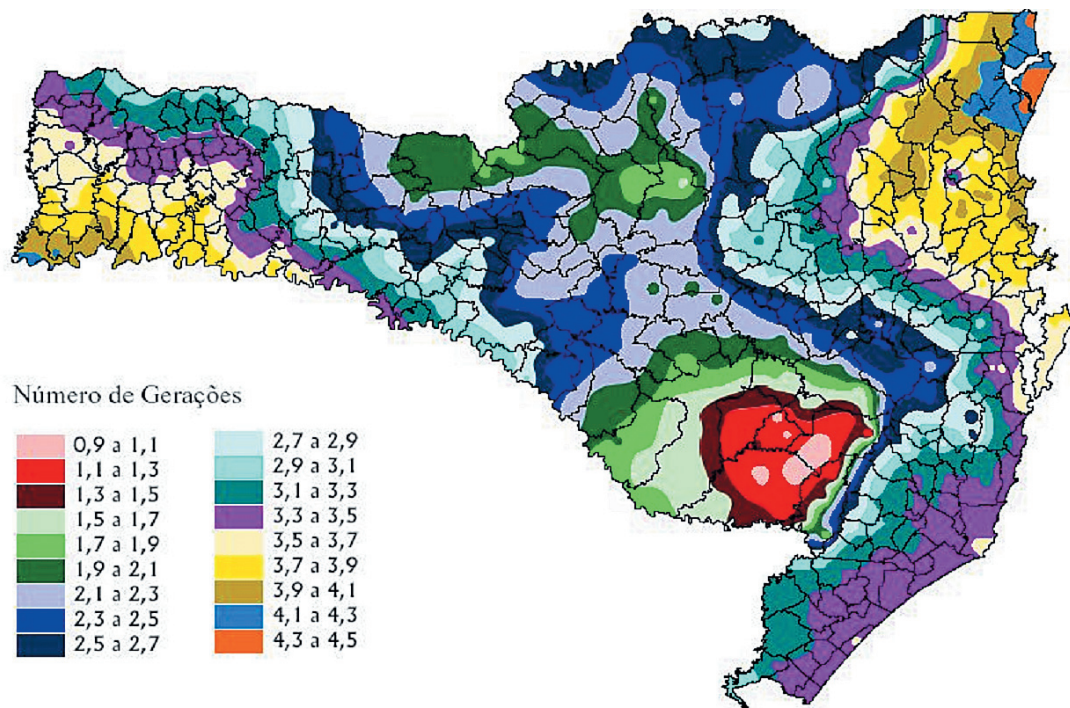 Número de Gerações
0,9 a 1,1
1,1 a 1,3
1,3 a 1,5
1,5 a 1,7
1,7 a 1,9
1,9 a 2,1
2,1 a 2,3
2,3 a 2,5
2,5 a 2,7
2,7 a 2,9
2,9 a 3,1
3,1 a 3,3
3,3 a 3,5
3,5 a 3,7
3,7 a 3,9
3,9 a 4,1
4,1 a 4,3
4,3 a 4,5